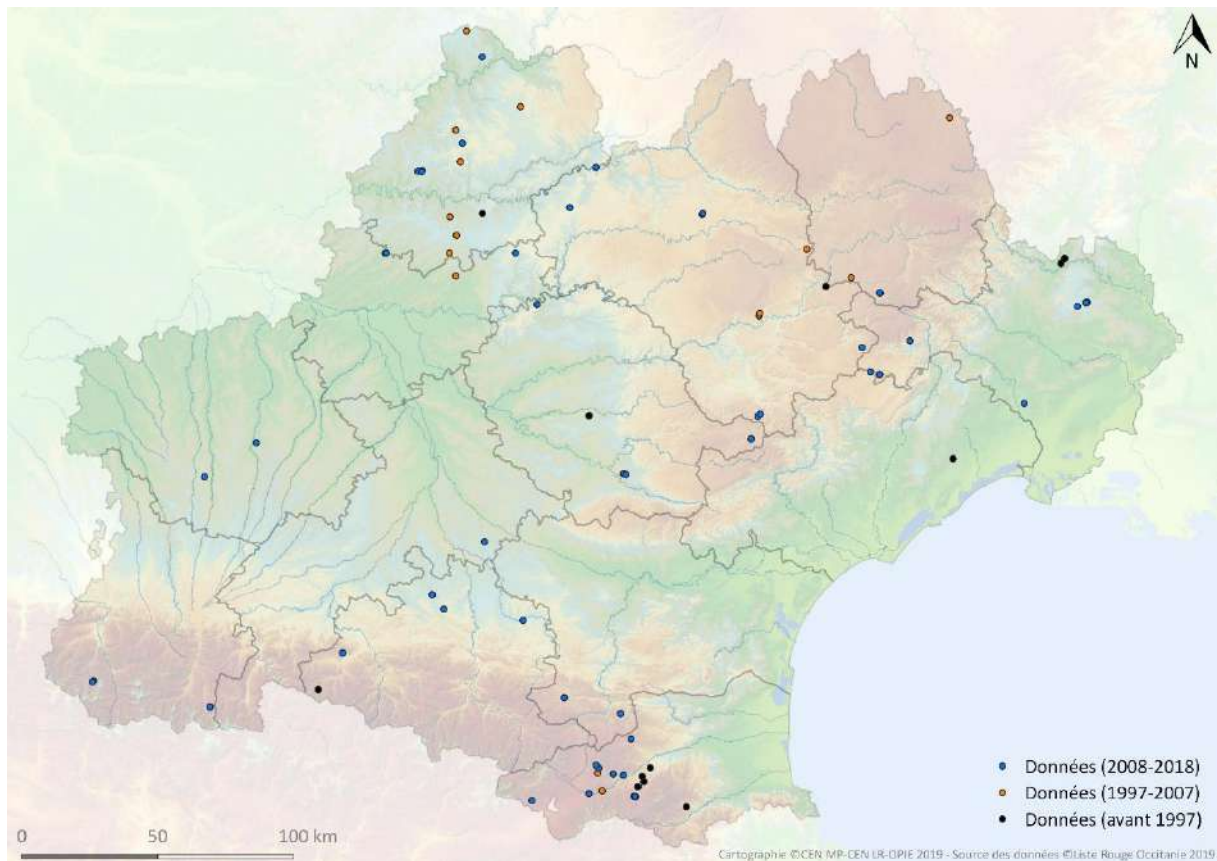 N
Données (2008-2018)
Données (1997-2007)
Données (avant 1997)
0 50 100 km
Cartographie ©CEN MP-CEN LR-OPIE 2019 - Source des données ©Liste Rouge Occitanie 2019